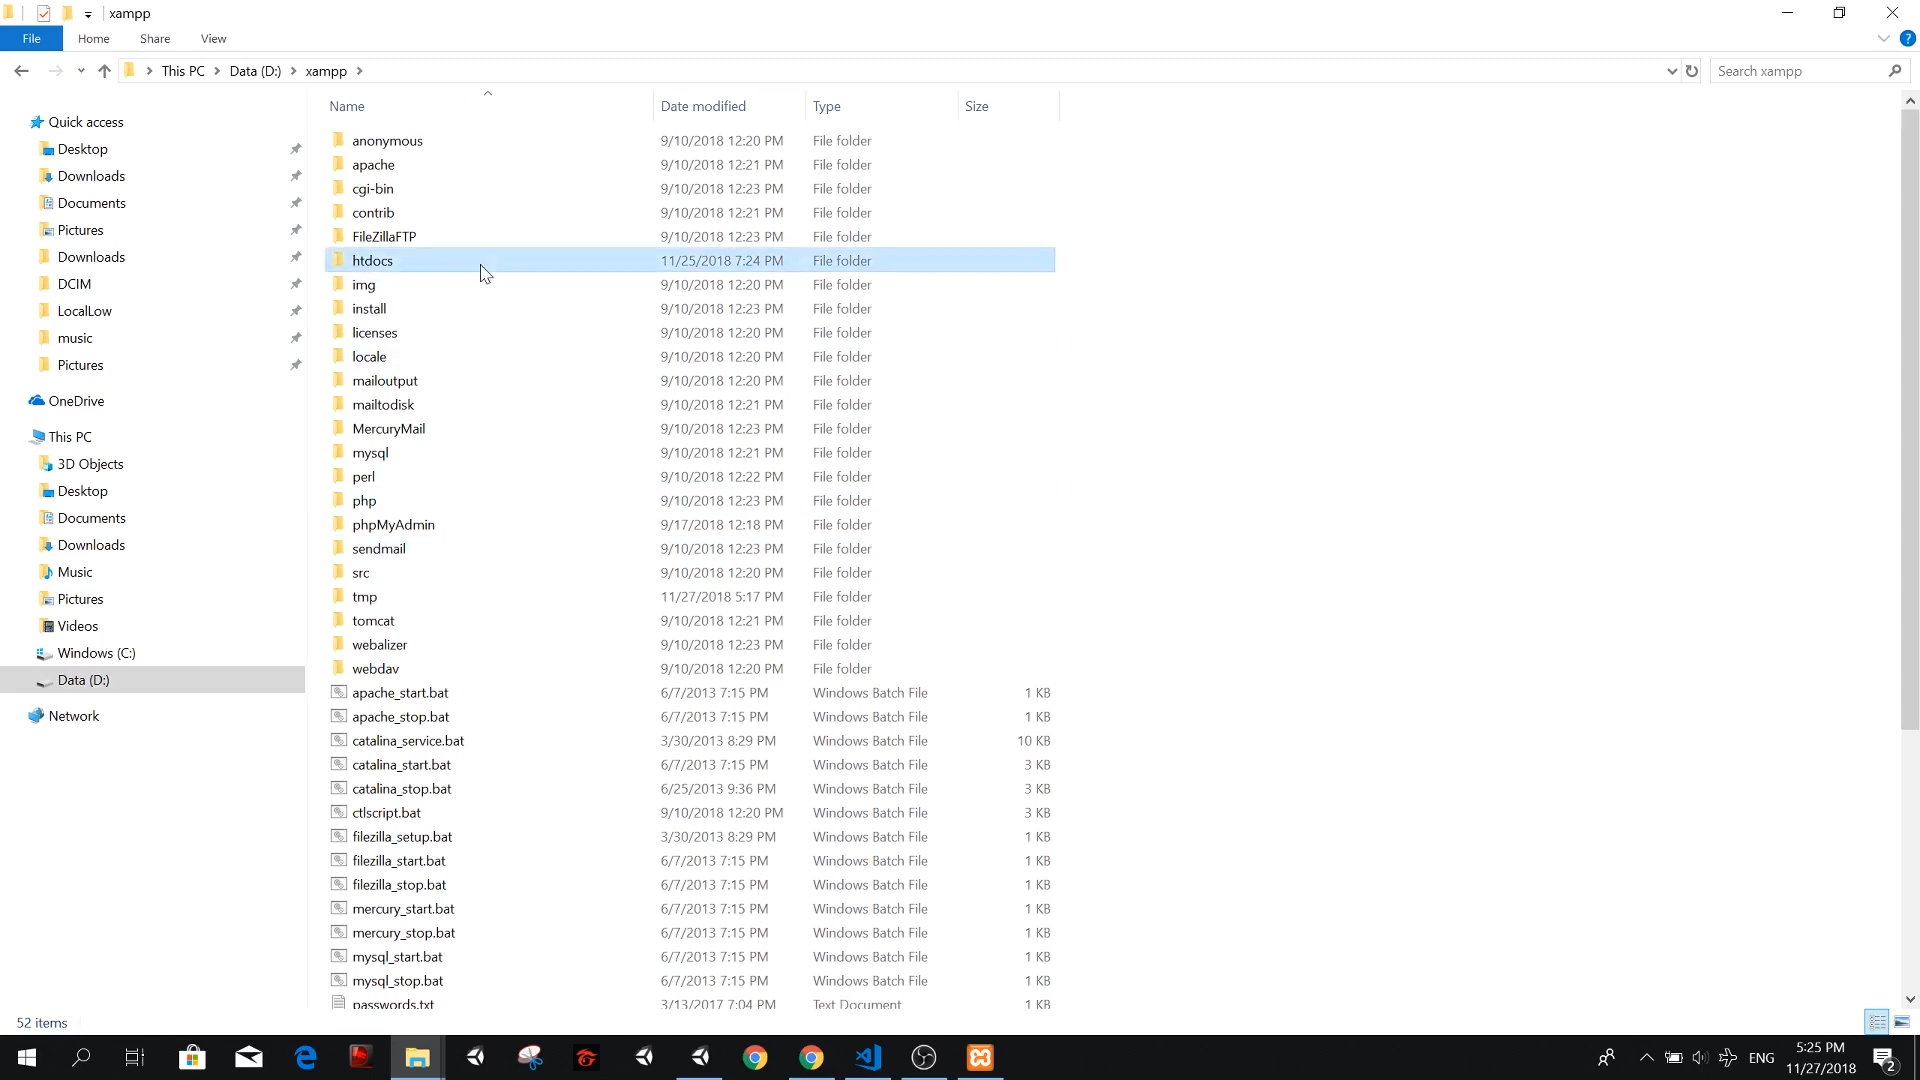 xampp
File Home Share View
This PC Data (D:) xampp
Search xampp
Name Date modified Type Size
Quick access
Desktop
Downloads
Documents
Pictures
Downloads
DCIM
LocalLow
music
Pictures
OneDrive
This PC
3D Objects
Desktop
Documents
Downloads
Music
Pictures
Videos
Windows (C:)
Data (D:)
Network
anonymous 9/10/2018 12:20 PM File folder
apache 9/10/2018 12:21 PM File folder
cgi-bin 9/10/2018 12:23 PM File folder
contrib 9/10/2018 12:21 PM File folder
FileZillaFTP 9/10/2018 12:23 PM File folder
htdocs 11/25/2018 7:24 PM File folder
img 9/10/2018 12:20 PM File folder
install 9/10/2018 12:23 PM File folder
licenses 9/10/2018 12:20 PM File folder
locale 9/10/2018 12:20 PM File folder
mailoutput 9/10/2018 12:20 PM File folder
mailtodisk 9/10/2018 12:21 PM File folder
MercuryMail 9/10/2018 12:23 PM File folder
mysql 9/10/2018 12:21 PM File folder
perl 9/10/2018 12:22 PM File folder
php 9/10/2018 12:23 PM File folder
phpMyAdmin 9/17/2018 12:18 PM File folder
sendmail 9/10/2018 12:23 PM File folder
src 9/10/2018 12:20 PM File folder
tmp 11/27/2018 5:17 PM File folder
tomcat 9/10/2018 12:21 PM File folder
webalizer 9/10/2018 12:23 PM File folder
webdav 9/10/2018 12:20 PM File folder
apache_start.bat 6/7/2013 7:15 PM Windows Batch File 1 KB
apache_stop.bat 6/7/2013 7:15 PM Windows Batch File 1 KB
catalina_service.bat 3/30/2013 8:29 PM Windows Batch File 10 KB
catalina_start.bat 6/7/2013 7:15 PM Windows Batch File 3 KB
catalina_stop.bat 6/25/2013 9:36 PM Windows Batch File 3 KB
ctlscript.bat 9/10/2018 12:20 PM Windows Batch File 3 KB
filezilla_setup.bat 3/30/2013 8:29 PM Windows Batch File 1 KB
filezilla_start.bat 6/7/2013 7:15 PM Windows Batch File 1 KB
filezilla_stop.bat 6/7/2013 7:15 PM Windows Batch File 1 KB
mercury_start.bat 6/7/2013 7:15 PM Windows Batch File 1 KB
mercury_stop.bat 6/7/2013 7:15 PM Windows Batch File 1 KB
mysql_start.bat 6/7/2013 7:15 PM Windows Batch File 1 KB
mysql_stop.bat 6/7/2013 7:15 PM Windows Batch File 1 KB
passwords.txt 3/13/2017 7:04 PM Text Document 1 KB
52 items
ENG
5:25 PM
11/27/2018
2